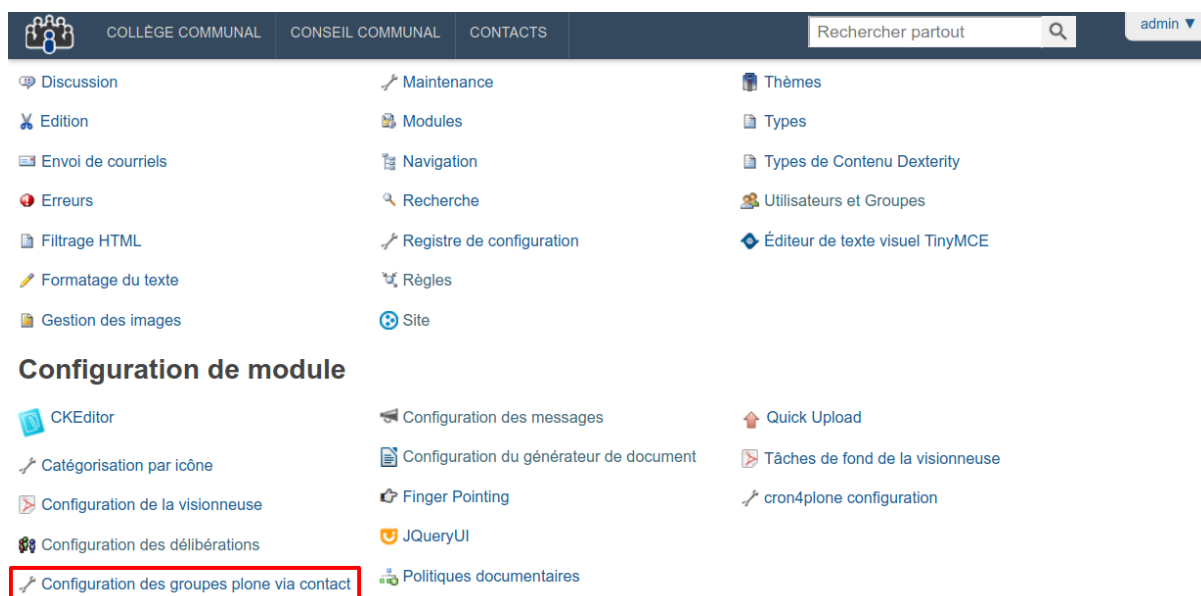 COLLÈGE COMMUNAL CONSEIL COMMUNAL CONTACTS Rechercher partout admin ▼
Discussion Maintenance Thèmes
Edition Modules Types
Envoi de courriels Navigation Types de Contenu Dexterity
Erreurs Recherche Utilisateurs et Groupes
Filtrage HTML Registre de configuration Éditeur de texte visuel TinyMCE
Formatage du texte Règles
Gestion des images Site
Configuration de module
CKEditor Configuration des messages Quick Upload
Catégorisation par icône Configuration du générateur de document Tâches de fond de la visionneuse
Configuration de la visionneuse Finger Pointing cron4plone configuration
Configuration des délibérations JQueryUI
Configuration des groupes plone via contact Politiques documentaires